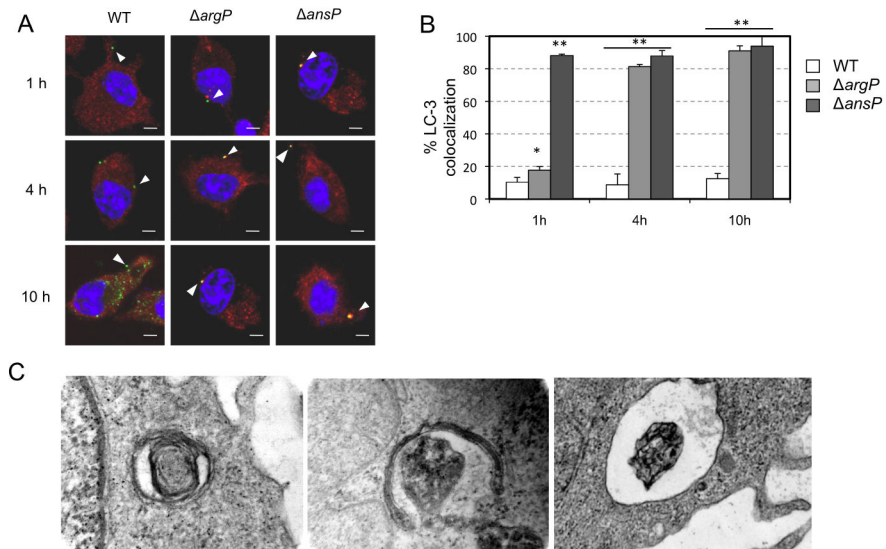 A
WT
ΔargP
ΔansP
1 h
4 h
10 h
B
% LC-3
colocalization
100
80
60
40
20
0
*
**
**
**
1h
4h
10h
WT
ΔargP
ΔansP
C